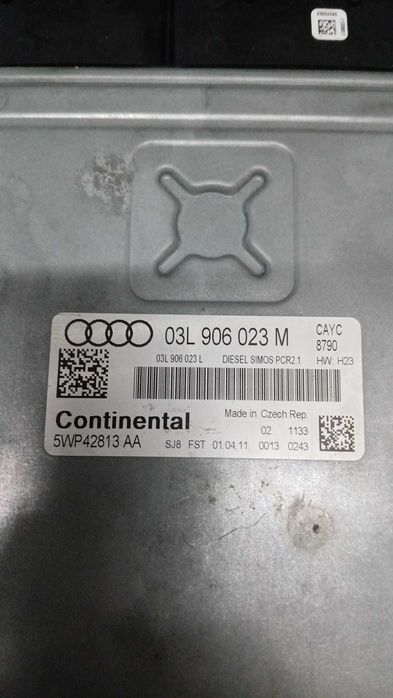 03L 906 023 M
CAYC
8790
03L 906 023 L DIESEL SIMOS PCR2.1 HW: H23
Continental
Made in Czech Rep.
02 1133
5WP42813 AA SJ8 FST 01.04.11 0013 0243